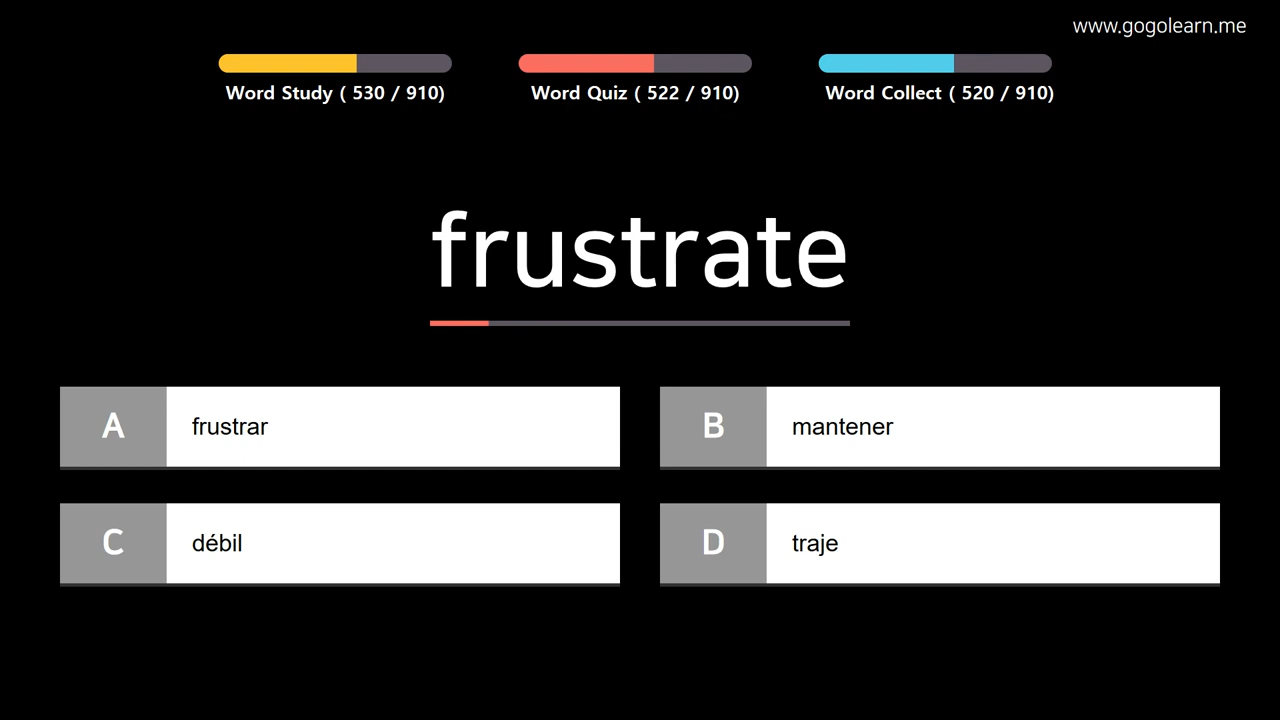 www.gogolearn.me
Word Study ( 530 / 910)
Word Quiz ( 522 / 910)
Word Collect ( 520 / 910)
frustrate
A frustrar
B mantener
C débil
D traje